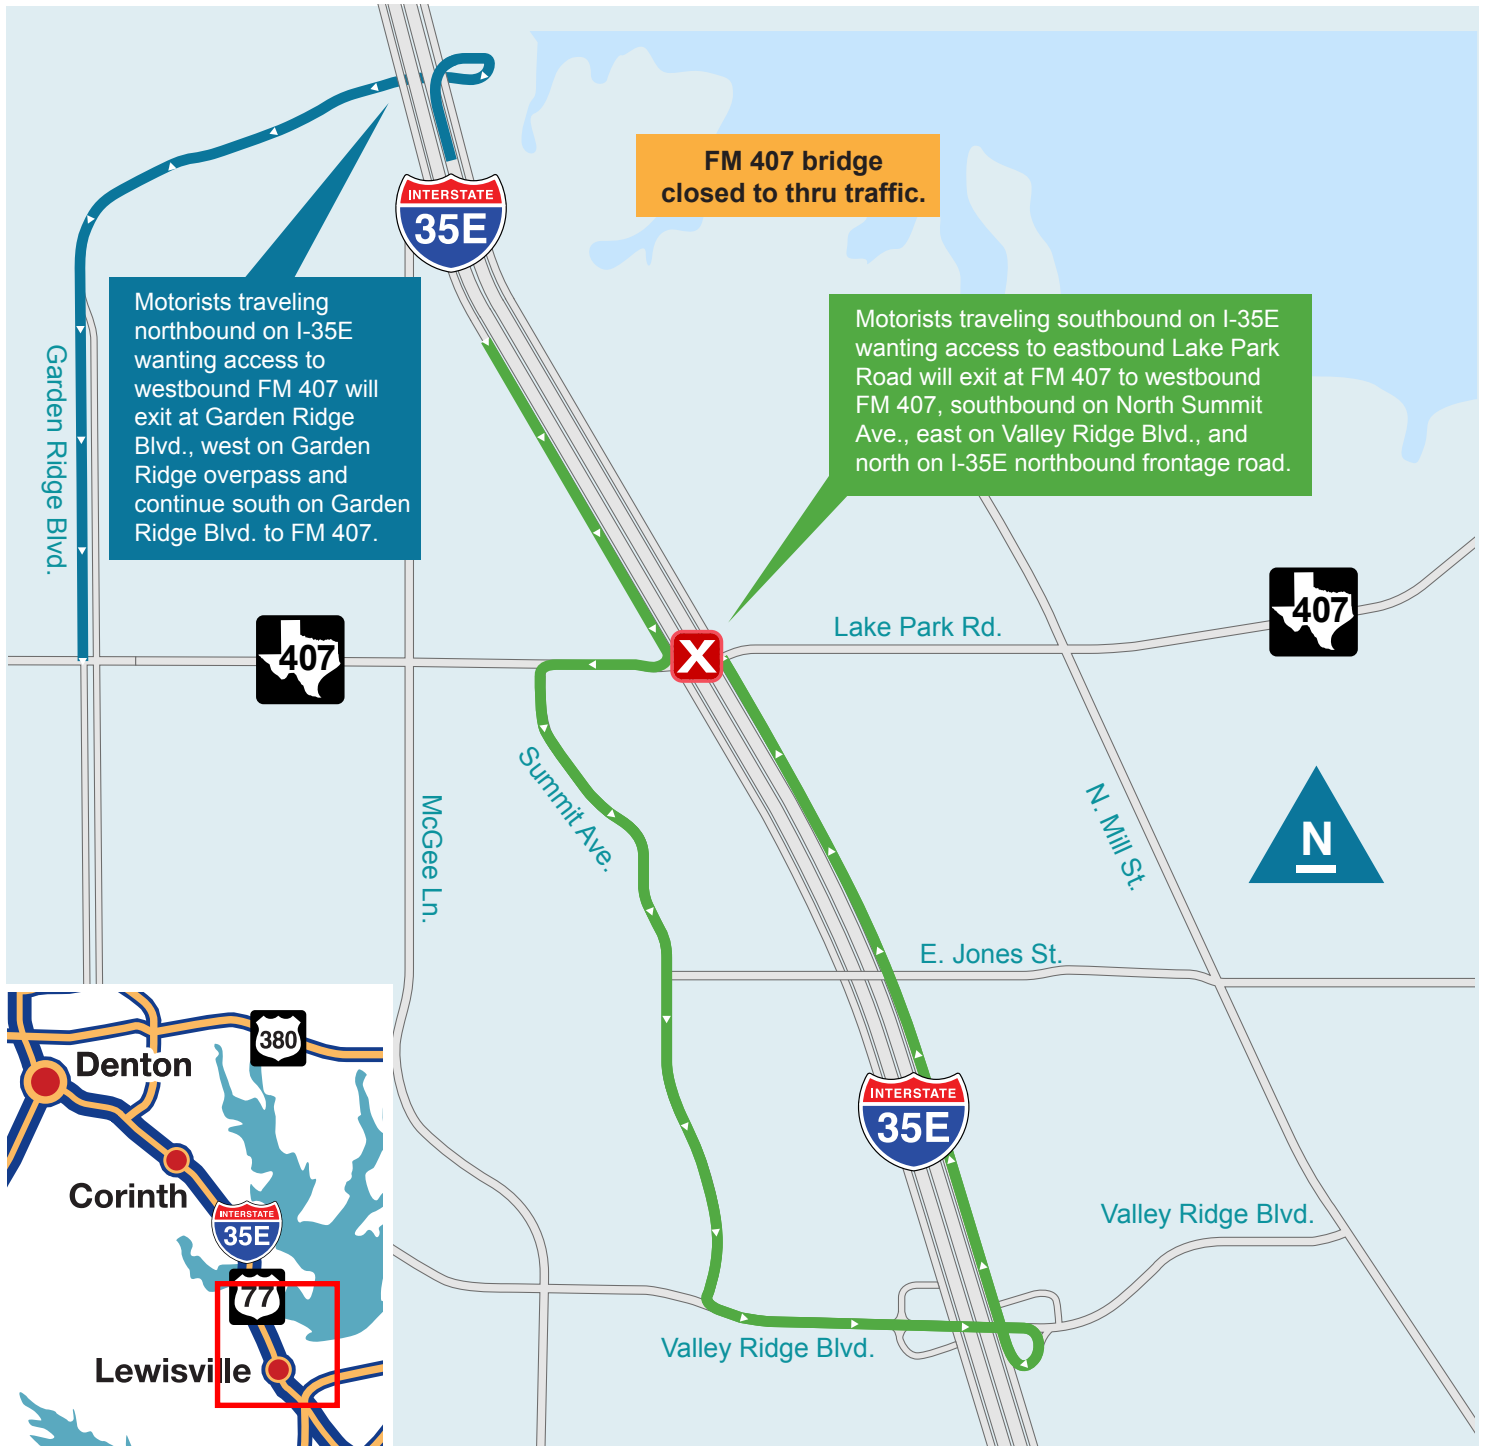 FM 407 bridge
closed to thru traffic.
INTERSTATE
35E
Motorists traveling
northbound on I-35E
wanting access to
westbound FM 407 will
exit at Garden Ridge
Blvd., west on Garden
Ridge overpass and
continue south on Garden
Ridge Blvd. to FM 407.
Motorists traveling southbound on I-35E
wanting access to eastbound Lake Park
Road will exit at FM 407 to westbound
FM 407, southbound on North Summit
Ave., east on Valley Ridge Blvd., and
north on I-35E northbound frontage road.
Garden Ridge Blvd.
407
Lake Park Rd.
407
X
Summit Ave.
McGee Ln.
N. Mill St.
N
E. Jones St.
INTERSTATE
35E
Valley Ridge Blvd.
Valley Ridge Blvd.
380
Denton
Corinth
INTERSTATE
35E
77
Lewisville